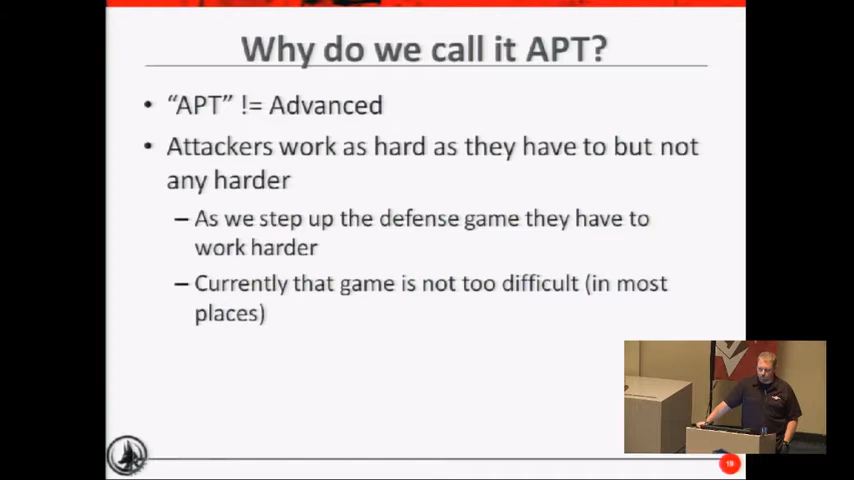 Why do we call it APT?
• “APT” != Advanced
• Attackers work as hard as they have to but not
any harder
– As we step up the defense game they have to
work harder
– Currently that game is not too difficult (in most
places)
19